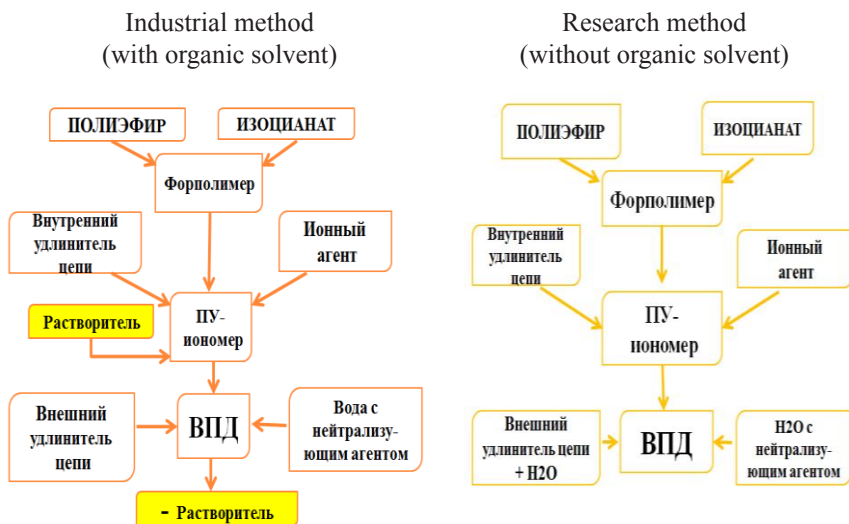 Industrial method
(with organic solvent)
ПОЛИЭФИР
ИЗОЦИАНАТ
Форполимер
Внутренний
удлинитель
цепи
Ионный
агент
Растворитель
ПУ-
иономер
Внешний
удлинитель
цепи
ВПД
Вода с
нейтрализу-
ющим агентом
- Растворитель
Research method
(without organic solvent)
ПОЛИЭФИР
ИЗОЦИАНАТ
Форполимер
Внутренний
удлинитель
цепи
Ионный
агент
ПУ-
иономер
Внешний
удлинитель цепи
+ H2O
ВПД
H2O с
нейтрализу-
ющим агентом